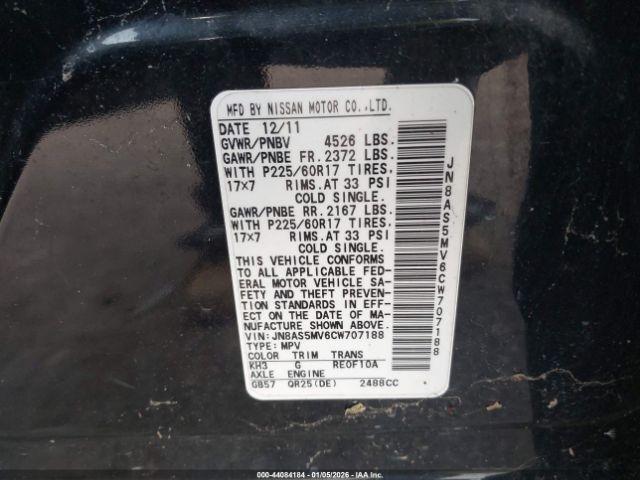 MFD BY NISSAN MOTOR CO.,LTD.
DATE 12/11
GVWR/PNBV 4526 LBS.
GAWR/PNBE FR. 2372 LBS.
WITH P225/60R17 TIRES,
17×7 RIMS,AT 33 PSI
COLD SINGLE.
GAWR/PNBE RR. 2167 LBS.
WITH P225/60R17 TIRES,
17×7 RIMS,AT 33 PSI
COLD SINGLE.
THIS VEHICLE CONFORMS
TO ALL APPLICABLE FED-
ERAL MOTOR VEHICLE SA-
FETY AND THEFT PREVEN-
TION STANDARDS IN EFF-
ECT ON THE DATE OF MA-
NUFACTURE SHOWN ABOVE.
VIN: JN8AS5MV6CW707188
TYPE: MPV
COLOR TRIM TRANS
KH3 G RE0F10A
AXLE ENGINE
GB57 QR25(DE) 2488CC
JN8AS5MV6CW707188
000-44084184 | 01/05/2026 - IAAI.COM